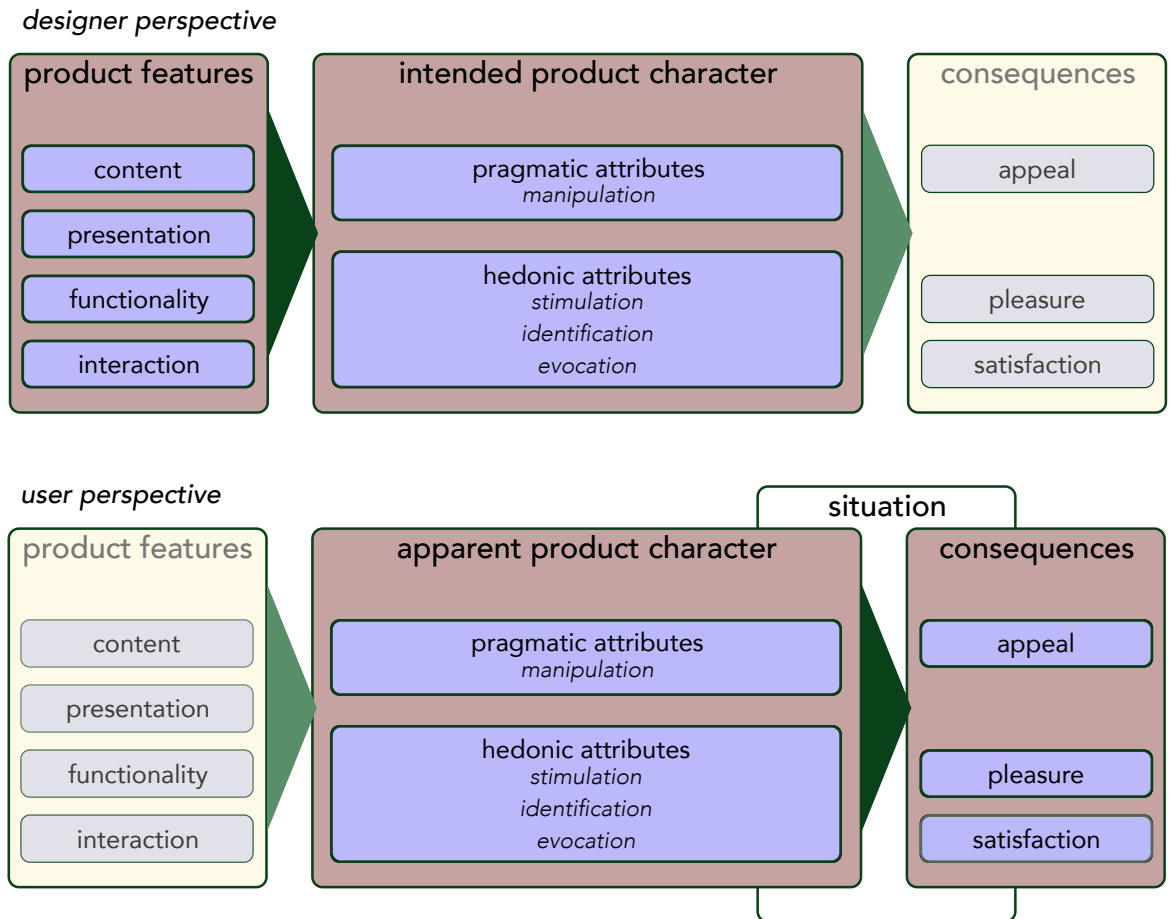 designer perspective
product features
content
presentation
functionality
interaction
intended product character
pragmatic attributes
manipulation
hedonic attributes
stimulation
identification
evocation
consequences
appeal
pleasure
satisfaction
user perspective
situation
product features
content
presentation
functionality
interaction
apparent product character
pragmatic attributes
manipulation
hedonic attributes
stimulation
identification
evocation
consequences
appeal
pleasure
satisfaction